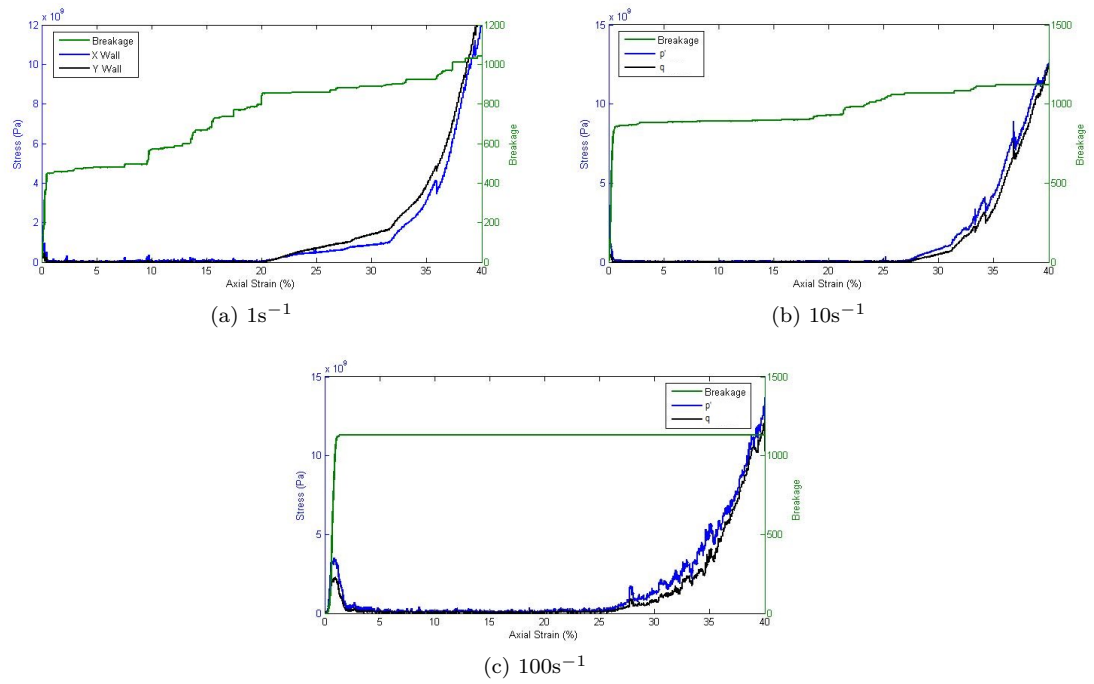 x 10^9
12
10
8
6
4
2
0
Stress (Pa)
1200
1000
800
600
400
200
0
Breakage
Breakage
X Wall
Y Wall
0 5 10 15 20 25 30 35 40
Axial Strain (%)
(a) 1s^−1
x 10^9
15
10
5
0
Stress (Pa)
1500
1000
500
0
Breakage
Breakage
p'
q
0 5 10 15 20 25 30 35 40
Axial Strain (%)
(b) 10s^−1
x 10^9
15
10
5
0
Stress (Pa)
1500
1000
500
0
Breakage
Breakage
p'
q
0 5 10 15 20 25 30 35 40
Axial Strain (%)
(c) 100s^−1